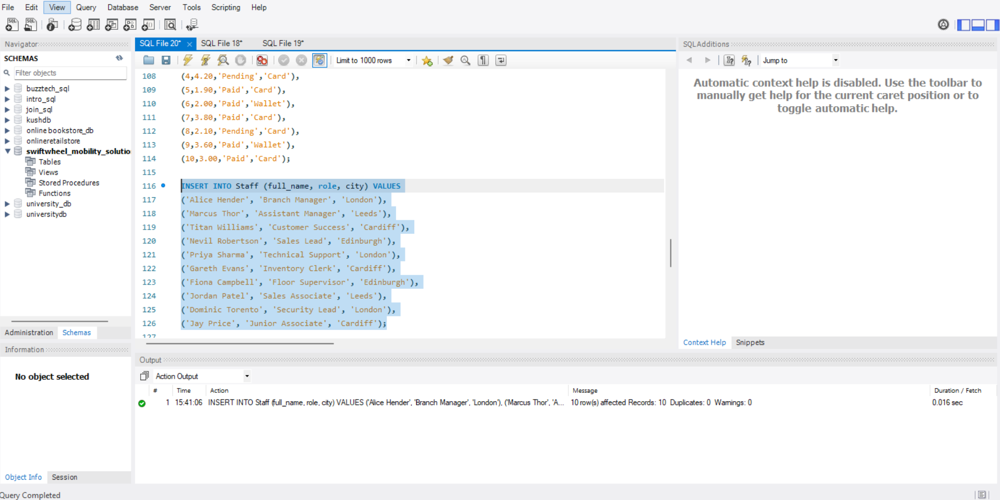 File Edit View Query Database Server Tools Scripting Help
Navigator
SCHEMAS
Filter objects
buzztech_sql
intro_sql
join_sql
kushdb
online bookstore_db
onlineretailstore
swiftwheel_mobility_solutio
Tables
Views
Stored Procedures
Functions
university_db
universitydb
Administration Schemas
Information
No object selected
Object Info Session
Query Completed
SQL File 20* SQL File 18* SQL File 19*
Limit to 1000 rows
108 (4,4.20,'Pending','Card'),
109 (5,1.90,'Paid','Card'),
110 (6,2.00,'Paid','Wallet'),
111 (7,3.80,'Paid','Card'),
112 (8,2.10,'Pending','Card'),
113 (9,3.60,'Paid','Wallet'),
114 (10,3.00,'Paid','Card');
115
116 INSERT INTO Staff (full_name, role, city) VALUES
117 ('Alice Hender', 'Branch Manager', 'London'),
118 ('Marcus Thor', 'Assistant Manager', 'Leeds'),
119 ('Titan Williams', 'Customer Success', 'Cardiff'),
120 ('Nevil Robertson', 'Sales Lead', 'Edinburgh'),
121 ('Priya Sharma', 'Technical Support', 'London'),
122 ('Gareth Evans', 'Inventory Clerk', 'Cardiff'),
123 ('Fiona Campbell', 'Floor Supervisor', 'Edinburgh'),
124 ('Jordan Patel', 'Sales Associate', 'Leeds'),
125 ('Dominic Torento', 'Security Lead', 'London'),
126 ('Jay Price', 'Junior Associate', 'Cardiff');
127
SQLAdditions
Jump to
Automatic context help is disabled. Use the toolbar to
manually get help for the current caret position or to
toggle automatic help.
Context Help Snippets
Output
Action Output
# Time Action Message Duration / Fetch
1 15:41:06 INSERT INTO Staff (full_name, role, city) VALUES ('Alice Hender', 'Branch Manager', 'London'), ('Marcus Thor', 'A... 10 row(s) affected Records: 10 Duplicates: 0 Warnings: 0 0.016 sec